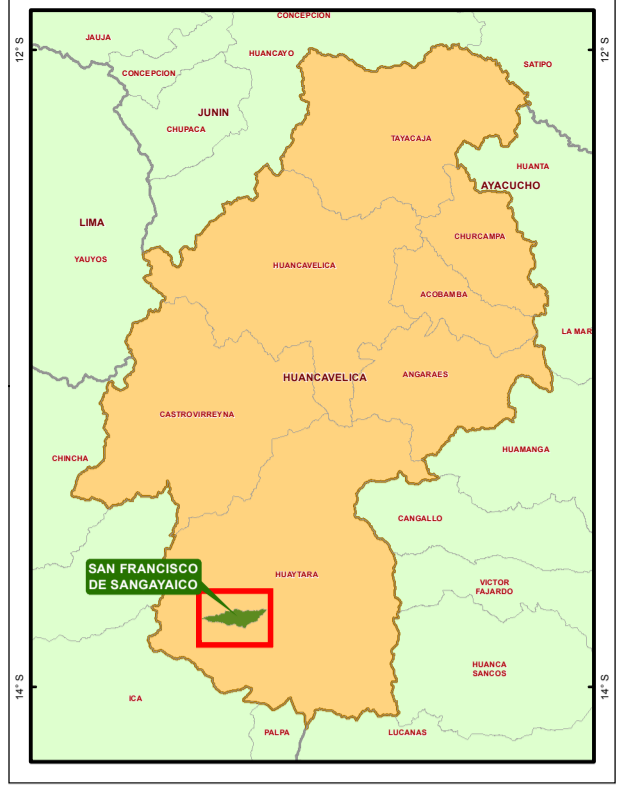 CONCEPCION
JAUJA
HUANCAYO
12° S
12° S
SATIPO
CONCEPCION
JUNIN
CHUPACA
TAYACAJA
HUANTA
AYACUCHO
LIMA
CHURCAMPA
YAUYOS
HUANCAVELICA
ACOBAMBA
LA MAR
HUANCAVELICA
ANGARAES
CASTROVIRREYNA
CHINCHA
HUAMANGA
CANGALLO
SAN FRANCISCO
DE SANGAYAICO
HUAYTARA
VICTOR
FAJARDO
HUANCA
SANCOS
14° S
14° S
ICA
PALPA
LUCANAS